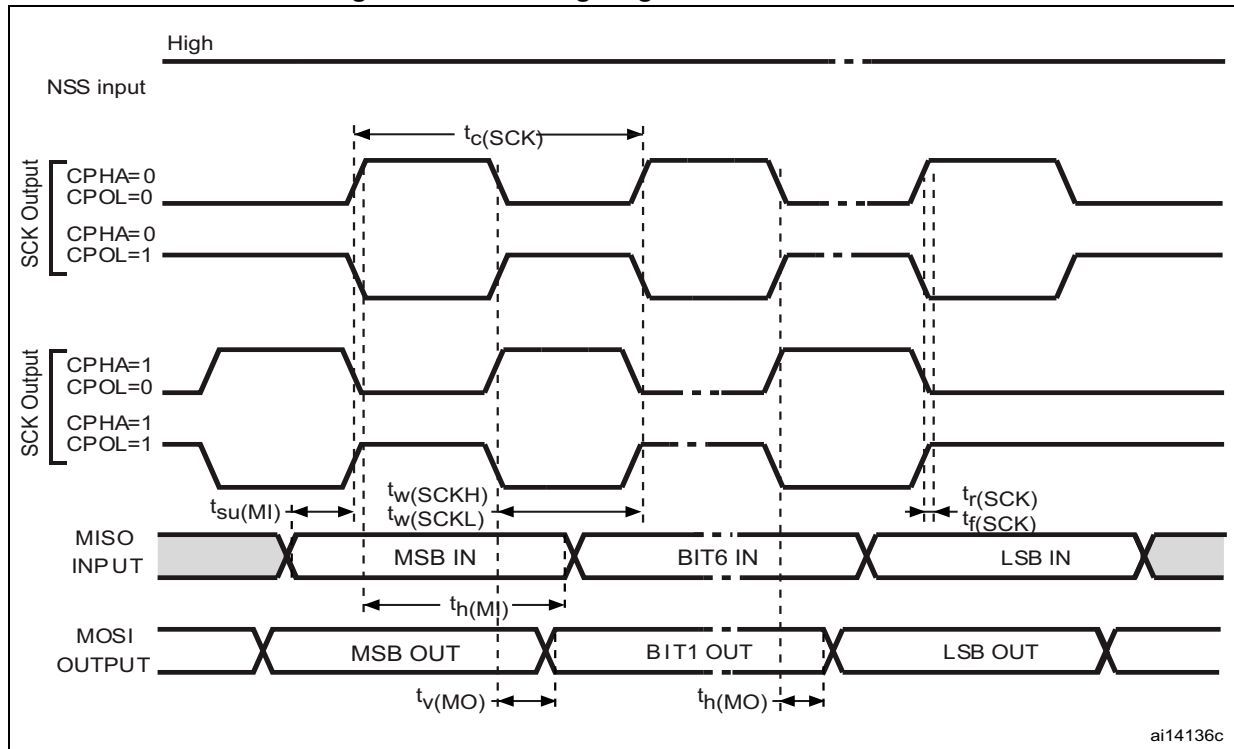 High
NSS input
tc(SCK)
SCK Output
CPHA=0
CPOL=0
CPHA=0
CPOL=1
SCK Output
CPHA=1
CPOL=0
CPHA=1
CPOL=1
tsu(MI)
tw(SCKH)
tw(SCKL)
tr(SCK)
tf(SCK)
MISO
INPUT
MSB IN
BIT6 IN
LSB IN
th(MI)
MOSI
OUTPUT
MSB OUT
BIT1 OUT
LSB OUT
tv(MO)
th(MO)
ai14136c